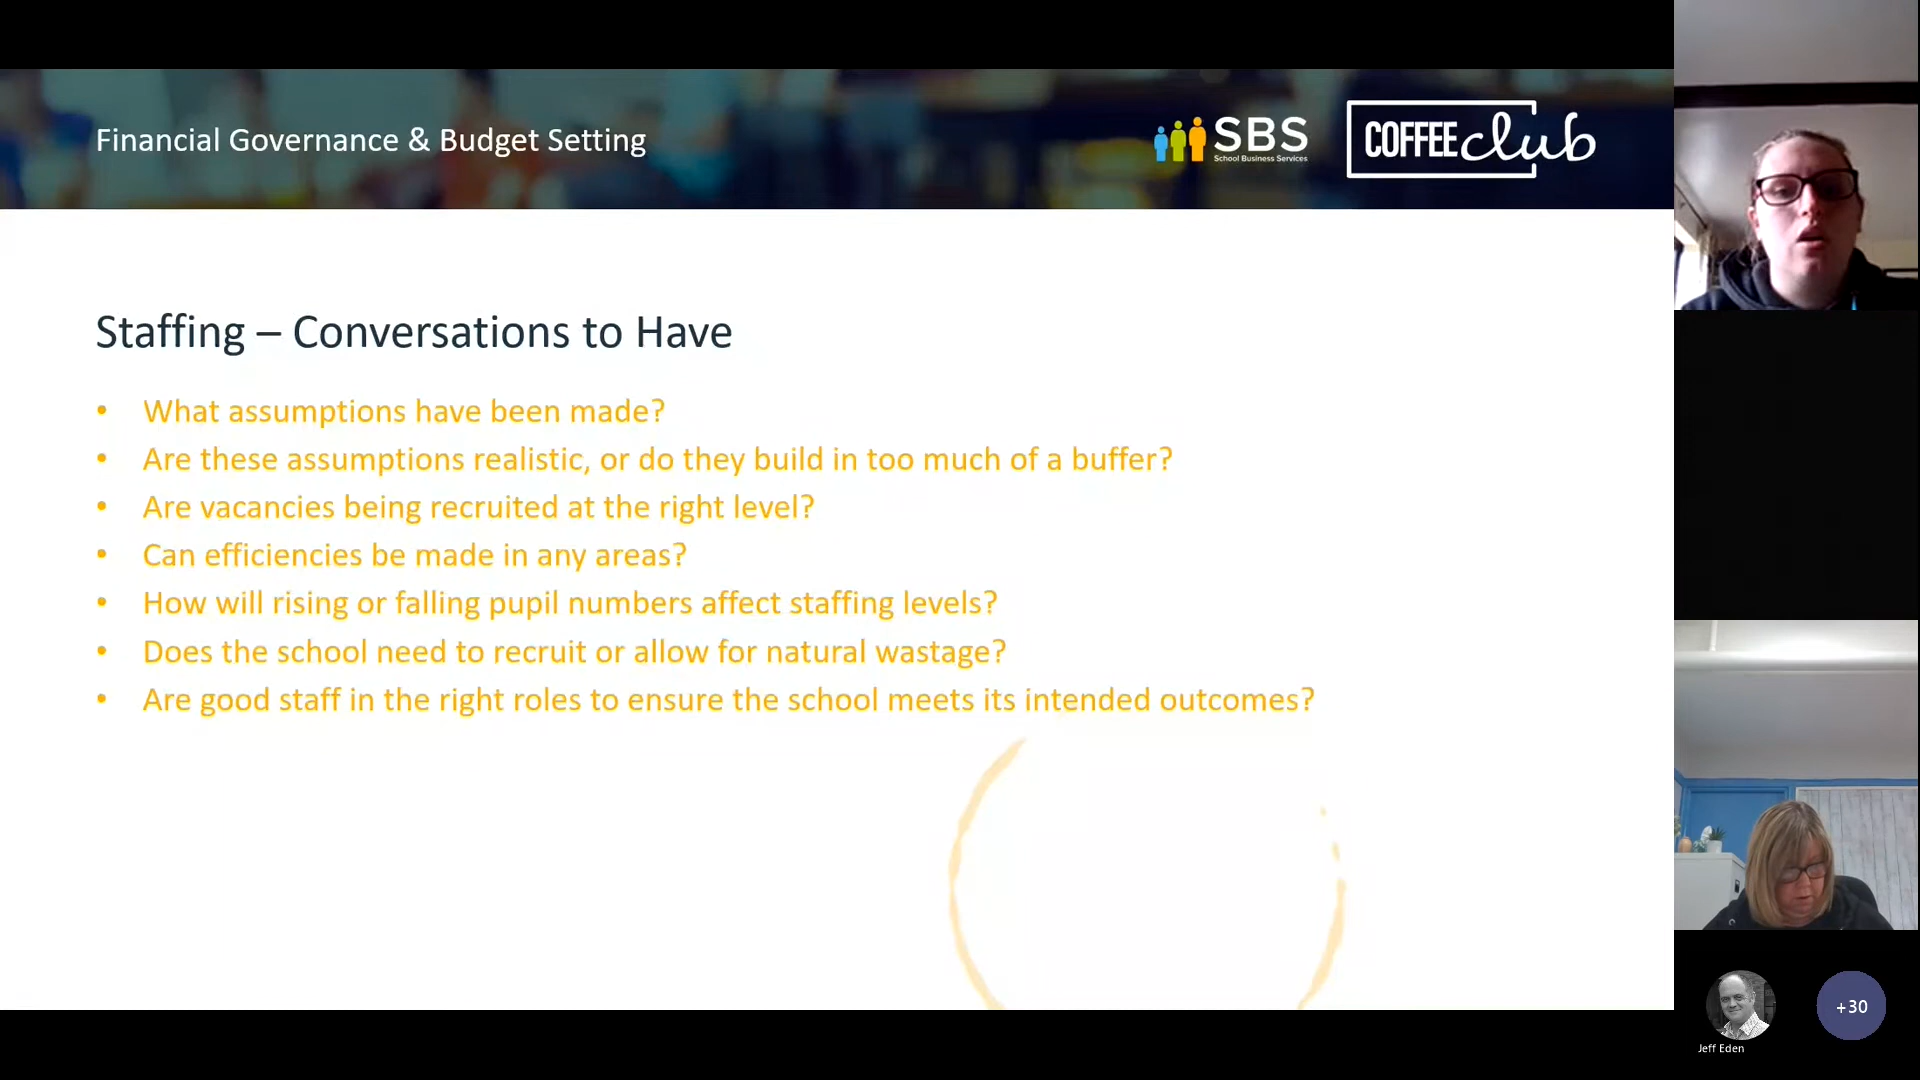 Financial Governance & Budget Setting
SBS
School Business Services
COFFEE club
Staffing – Conversations to Have
• What assumptions have been made?
• Are these assumptions realistic, or do they build in too much of a buffer?
• Are vacancies being recruited at the right level?
• Can efficiencies be made in any areas?
• How will rising or falling pupil numbers affect staffing levels?
• Does the school need to recruit or allow for natural wastage?
• Are good staff in the right roles to ensure the school meets its intended outcomes?
+30
Jeff Eden